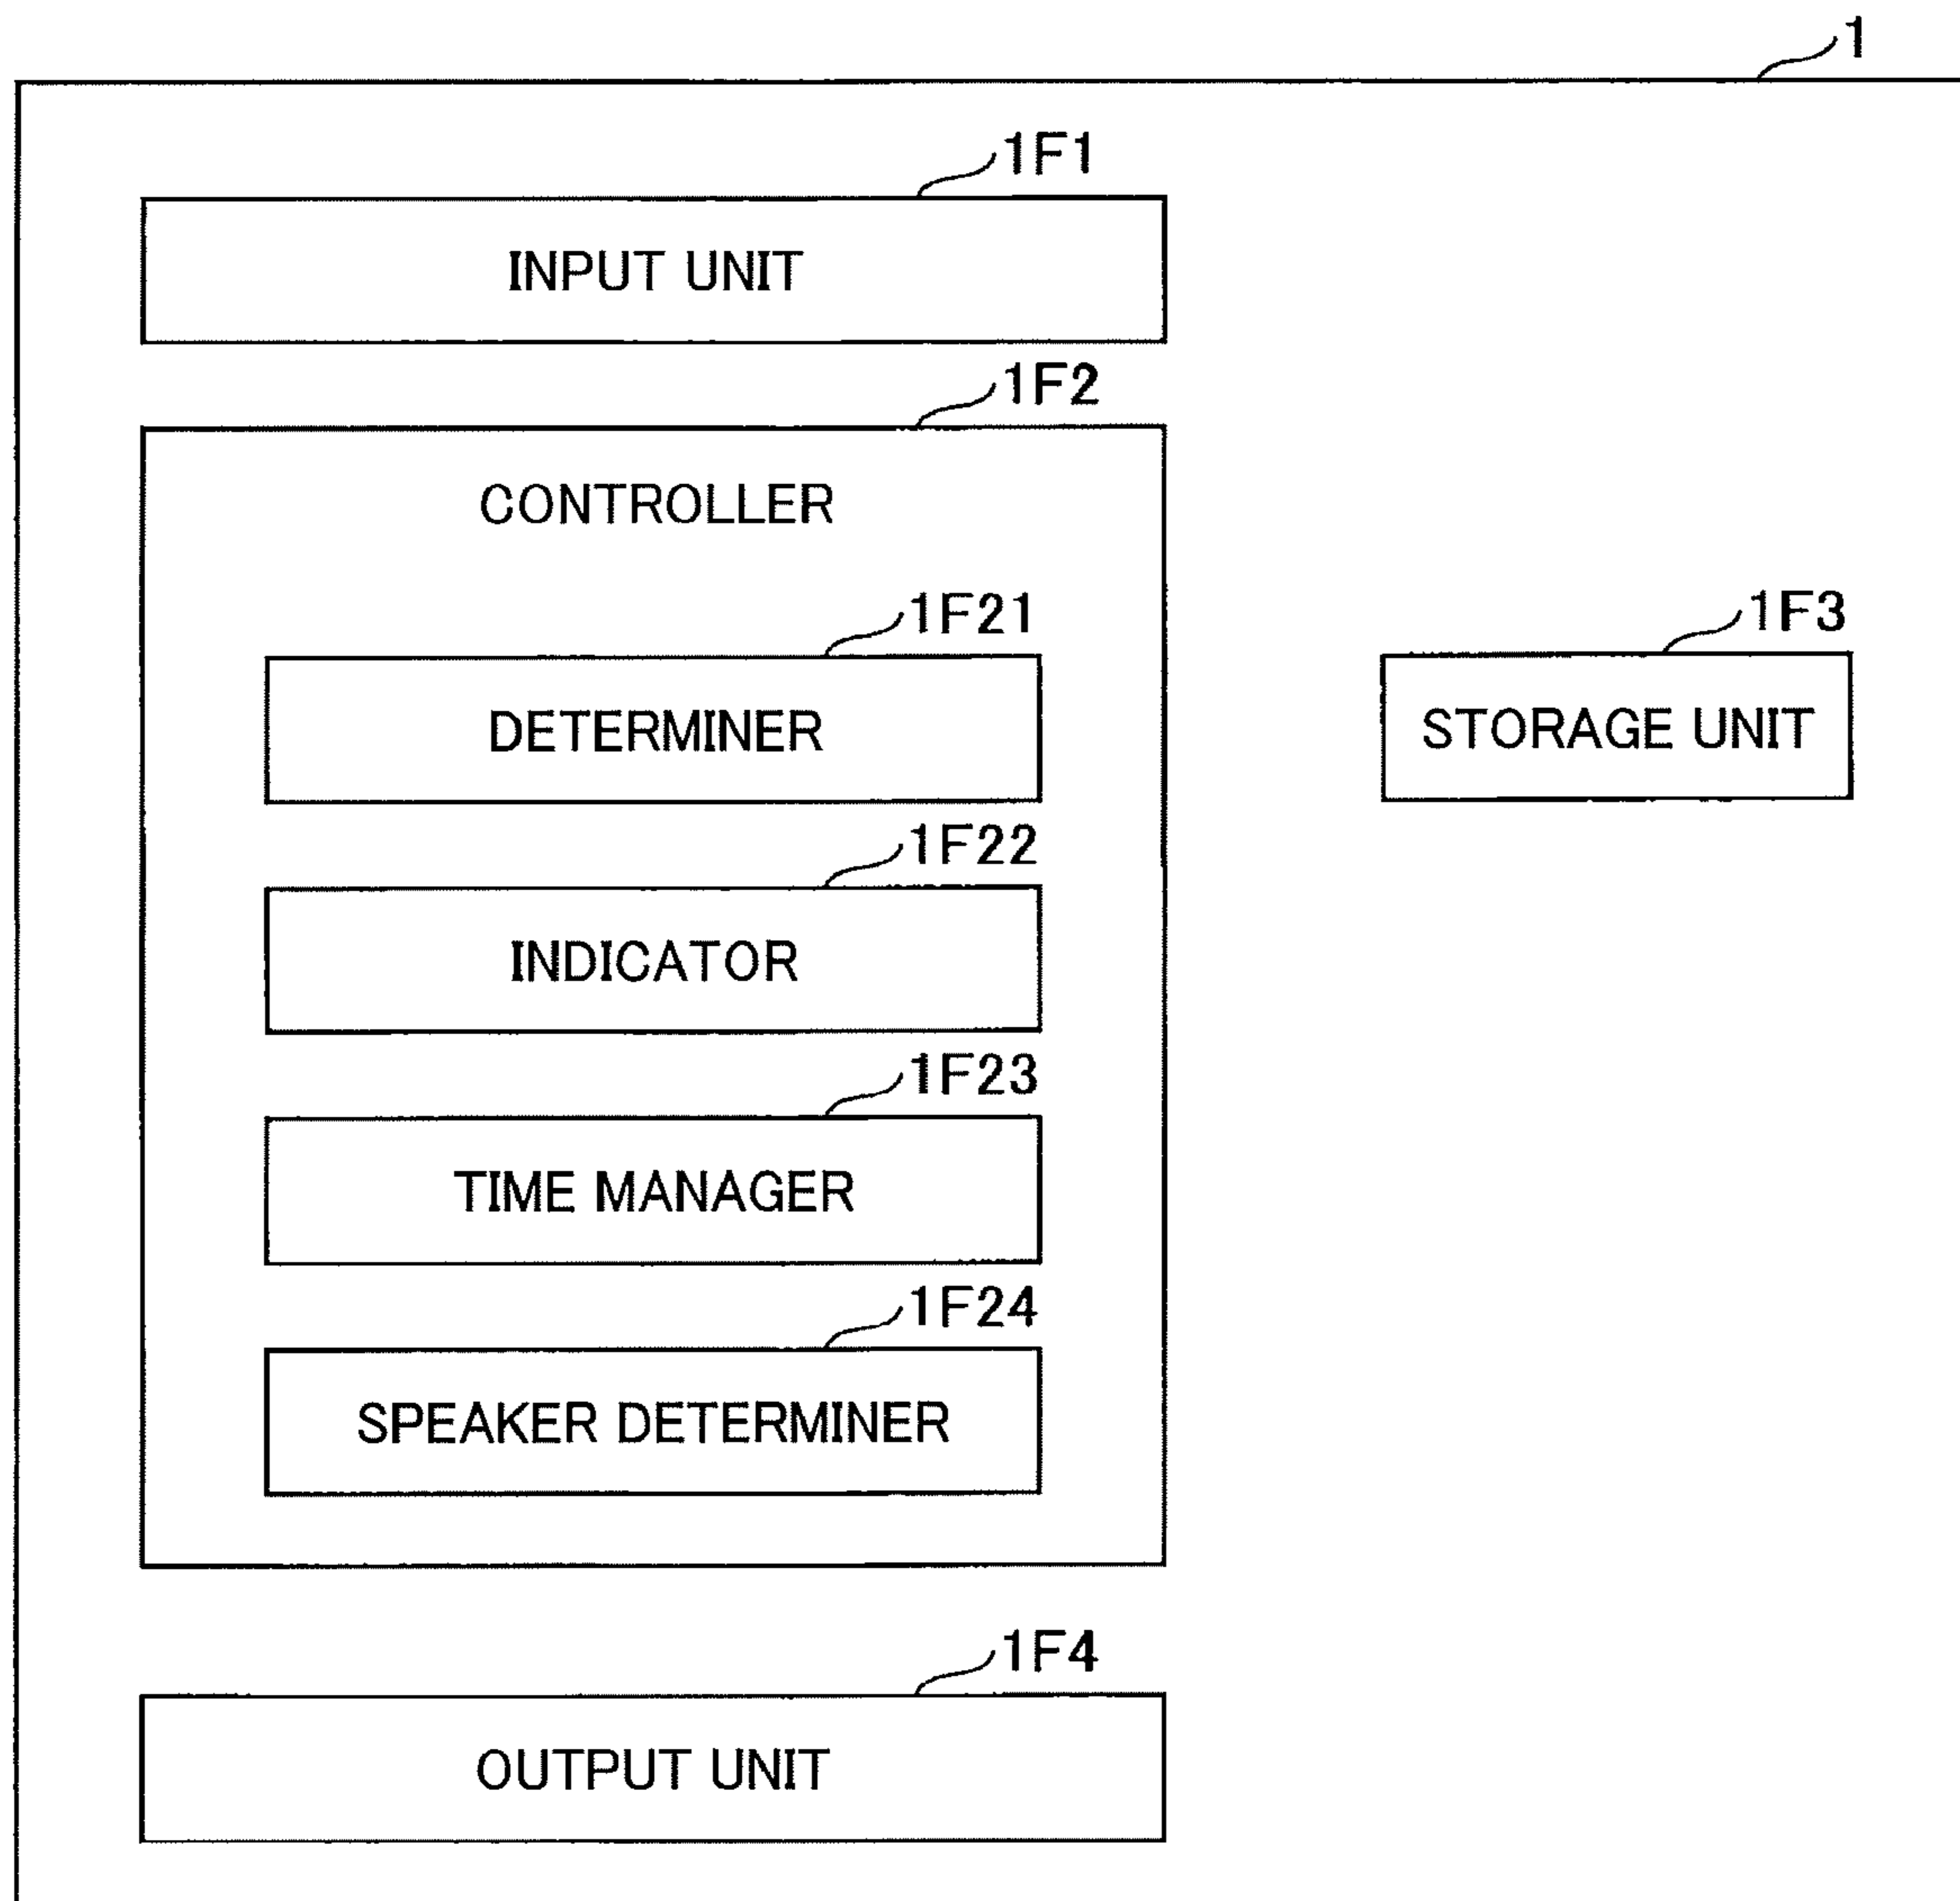 1
1F1
INPUT UNIT
1F2
CONTROLLER
1F21
DETERMINER
1F3
STORAGE UNIT
1F22
INDICATOR
1F23
TIME MANAGER
1F24
SPEAKER DETERMINER
1F4
OUTPUT UNIT